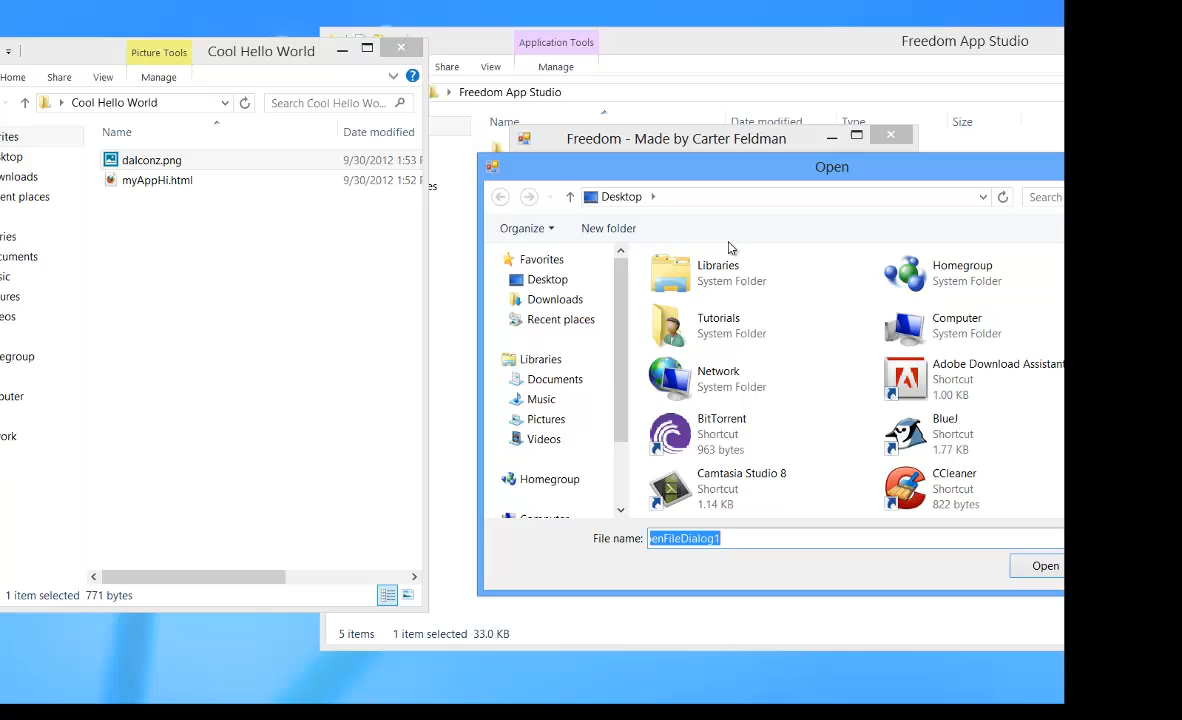 Picture Tools
Cool Hello World
Home
Share
View
Manage
Cool Hello World
Search Cool Hello Wo...
Name
Date modified
dalconz.png
9/30/2012 1:53
myAppHi.html
9/30/2012 1:52
1 item selected
771 bytes
Application Tools
Freedom App Studio
Share
View
Manage
Freedom App Studio
Name
Date modified
Type
Size
5 items
1 item selected
33.0 KB
Freedom - Made by Carter Feldman
Open
Desktop
Search
Organize
New folder
Favorites
Desktop
Downloads
Recent places
Libraries
Documents
Music
Pictures
Videos
Homegroup
Libraries
System Folder
Homegroup
System Folder
Tutorials
System Folder
Computer
System Folder
Network
System Folder
Adobe Download Assistant
Shortcut
1.00 KB
BitTorrent
Shortcut
963 bytes
BlueJ
Shortcut
1.77 KB
Camtasia Studio 8
Shortcut
1.14 KB
CCleaner
Shortcut
822 bytes
File name:
enFileDialog1
Open